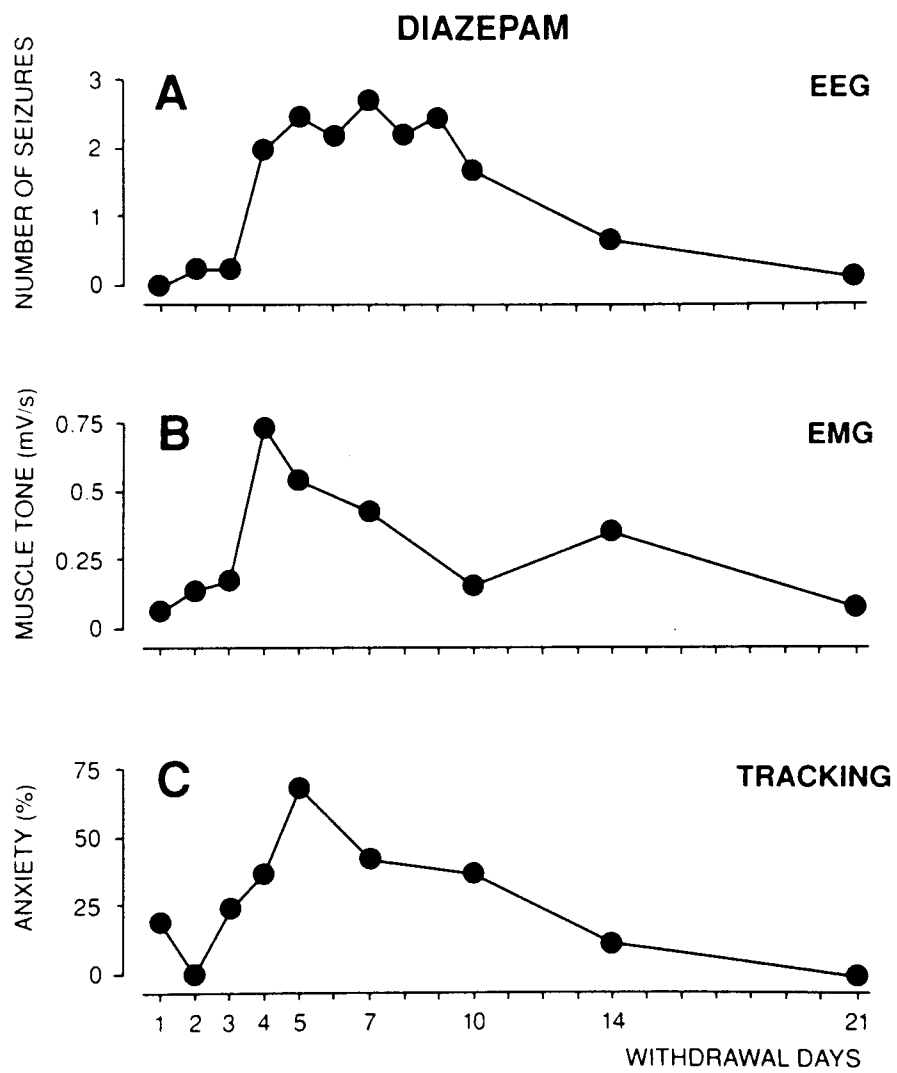 DIAZEPAM
A
EEG
NUMBER OF SEIZURES
3
2
1
0
B
EMG
MUSCLE TONE (mV/s)
0.75
0.5
0.25
0
C
TRACKING
ANXIETY (%)
75
50
25
0
1 2 3 4 5 7 10 14 21
WITHDRAWAL DAYS